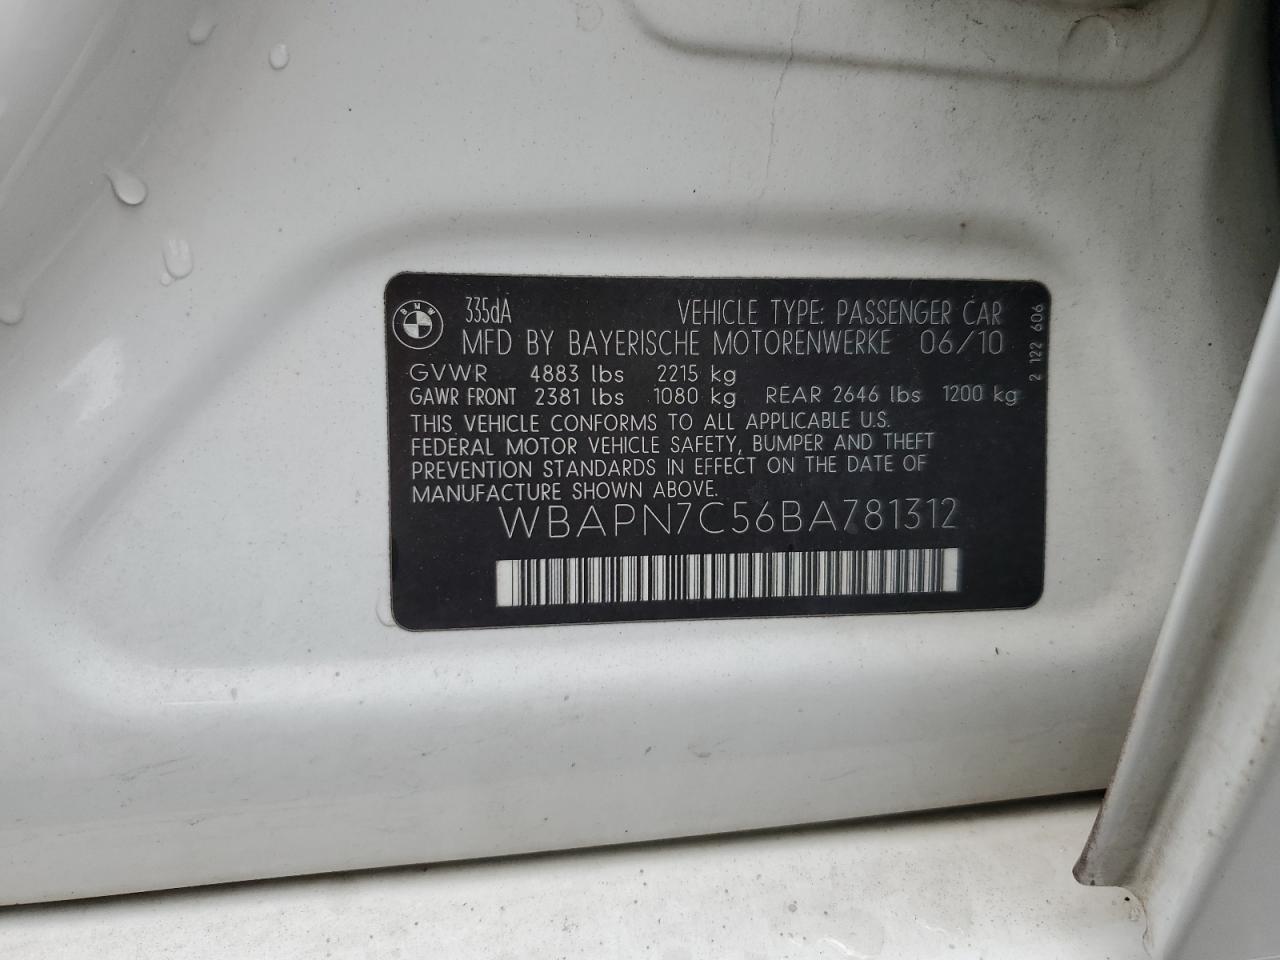 BMW
335dA VEHICLE TYPE: PASSENGER CAR
MFD BY BAYERISCHE MOTORENWERKE 06/10
GVWR 4883 lbs 2215 kg
GAWR FRONT 2381 lbs 1080 kg REAR 2646 lbs 1200 kg
THIS VEHICLE CONFORMS TO ALL APPLICABLE U.S.
FEDERAL MOTOR VEHICLE SAFETY, BUMPER AND THEFT
PREVENTION STANDARDS IN EFFECT ON THE DATE OF
MANUFACTURE SHOWN ABOVE.
WBAPN7C56BA781312
2 122 606